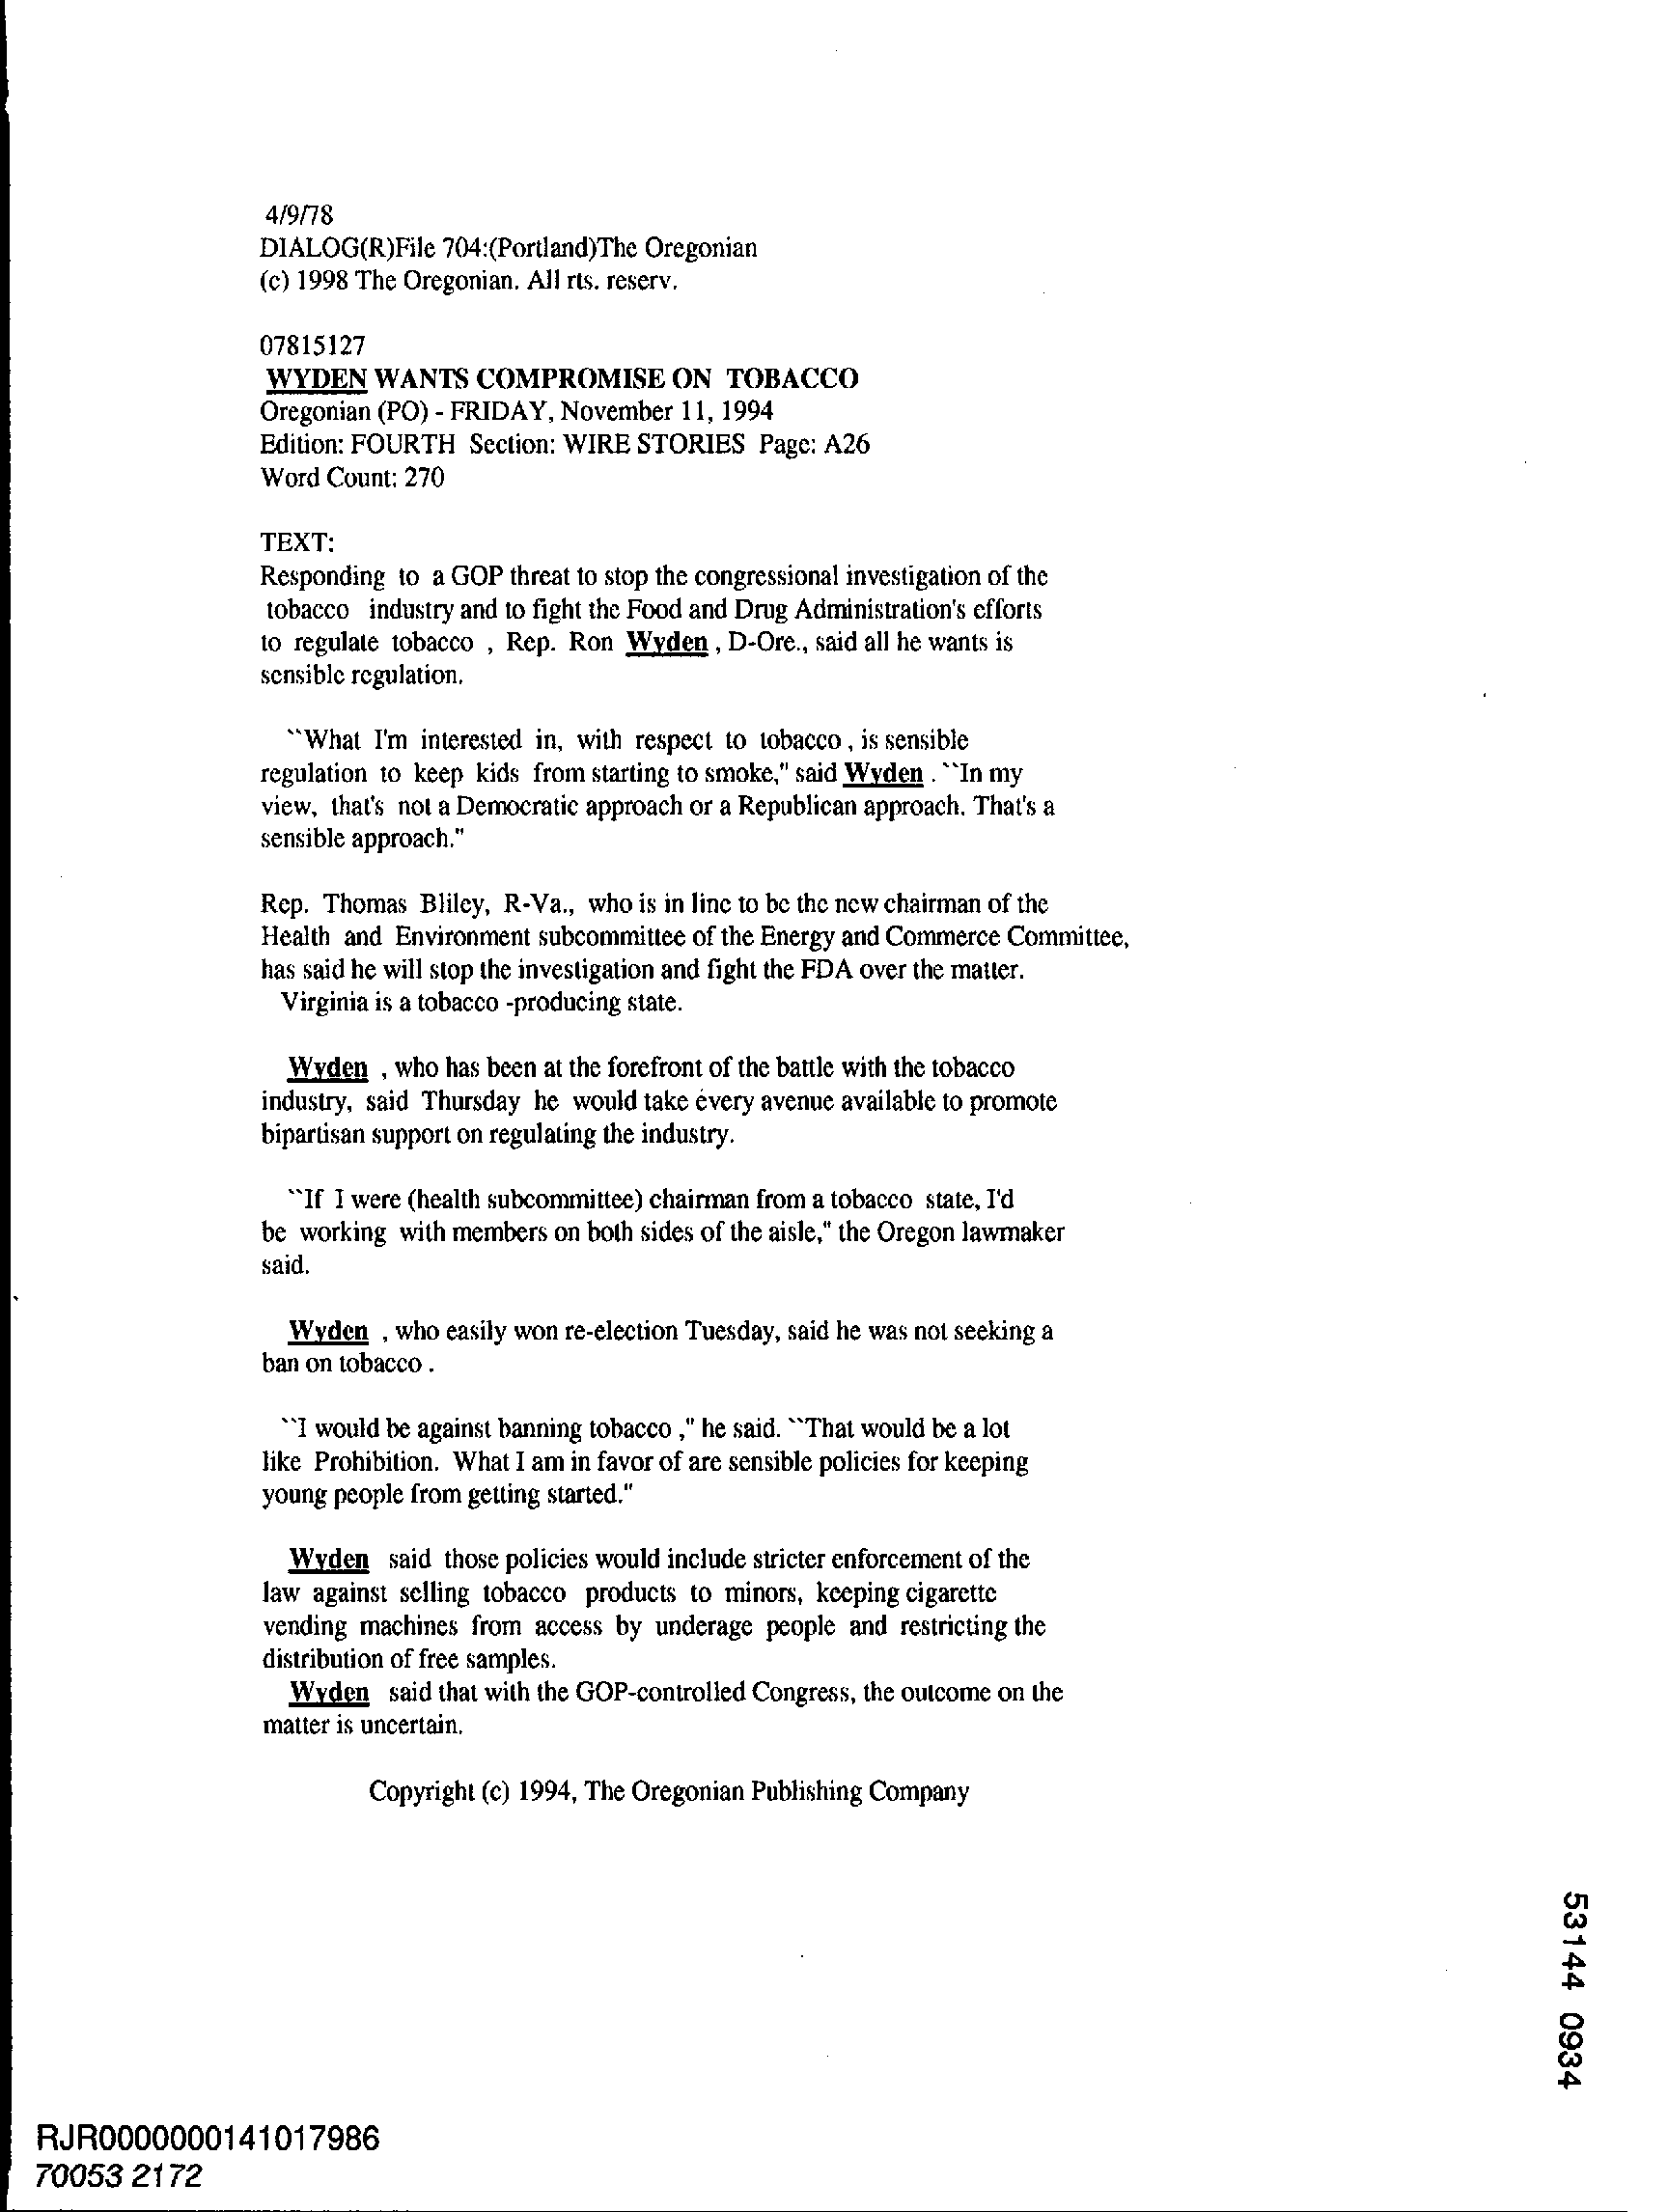 4/9/78
DIALOG(R)File 704:(Portland)The Oregonian
(c) 1998 The Oregonian. All rts. reserv.
07815127
WYDEN WANTS COMPROMISE ON TOBACCO
Oregonian (PO) - FRIDAY, November 11, 1994
Edition: FOURTH Section: WIRE STORIES Page: A26
Word Count: 270
TEXT:
Responding to a GOP threat to stop the congressional investigation of the
tobacco industry and to fight the Food and Drug Administration's efforts
to regulate tobacco , Rep. Ron Wyden , D-Ore., said all he wants is
sensible regulation.
``What I'm interested in, with respect to tobacco , is sensible
regulation to keep kids from starting to smoke," said Wyden . ``In my
view, that's not a Democratic approach or a Republican approach. That's a
sensible approach."
Rep. Thomas Bliley, R-Va., who is in line to be the new chairman of the
Health and Environment subcommittee of the Energy and Commerce Committee,
has said he will stop the investigation and fight the FDA over the matter.
Virginia is a tobacco -producing state.
Wyden , who has been at the forefront of the battle with the tobacco
industry, said Thursday he would take every avenue available to promote
bipartisan support on regulating the industry.
``If I were (health subcommittee) chairman from a tobacco state, I'd
be working with members on both sides of the aisle," the Oregon lawmaker
said.
Wyden , who easily won re-election Tuesday, said he was not seeking a
ban on tobacco .
``I would be against banning tobacco ," he said. ``That would be a lot
like Prohibition. What I am in favor of are sensible policies for keeping
young people from getting started."
Wyden said those policies would include stricter enforcement of the
law against selling tobacco products to minors, keeping cigarette
vending machines from access by underage people and restricting the
distribution of free samples.
Wyden said that with the GOP-controlled Congress, the outcome on the
matter is uncertain.
Copyright (c) 1994, The Oregonian Publishing Company
53144 0934
RJR0000000141017986
70053 2172